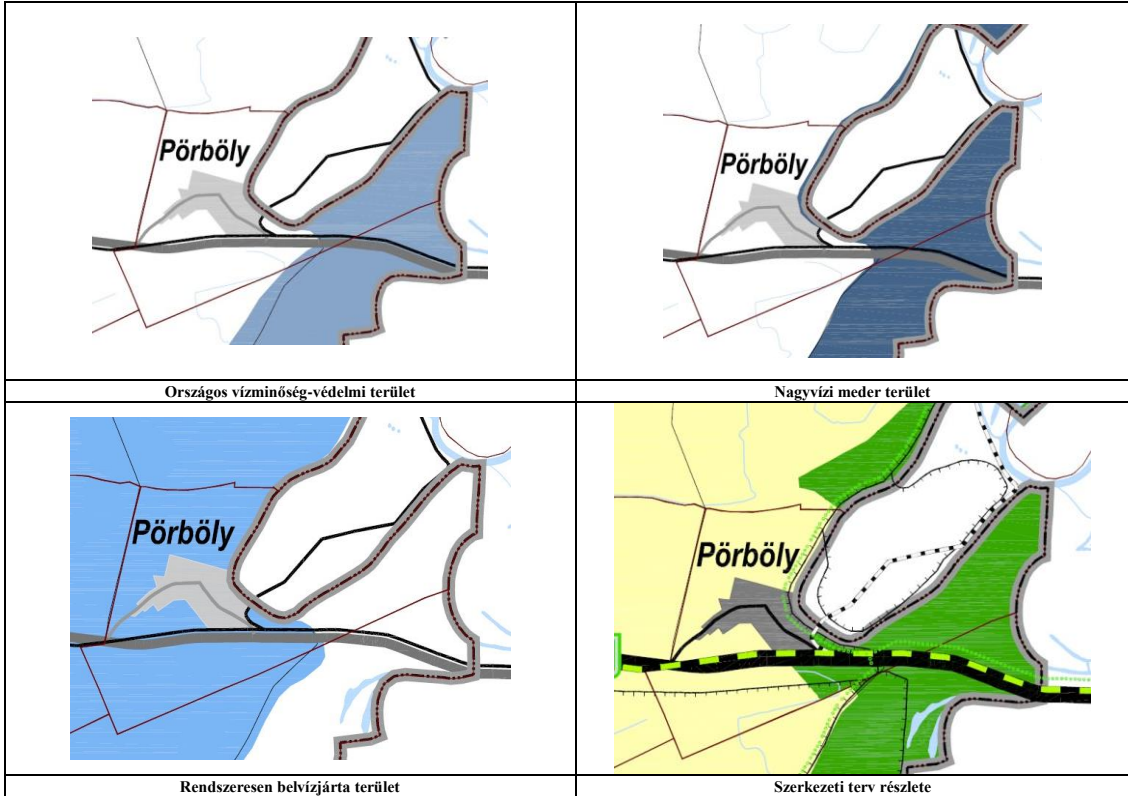 Pörböly
Pörböly
Országos vízminőség-védelmi terület
Nagyvízi meder terület
Pörböly
Pörböly
Rendszeresen belvízjárta terület
Szerkezeti terv részlete